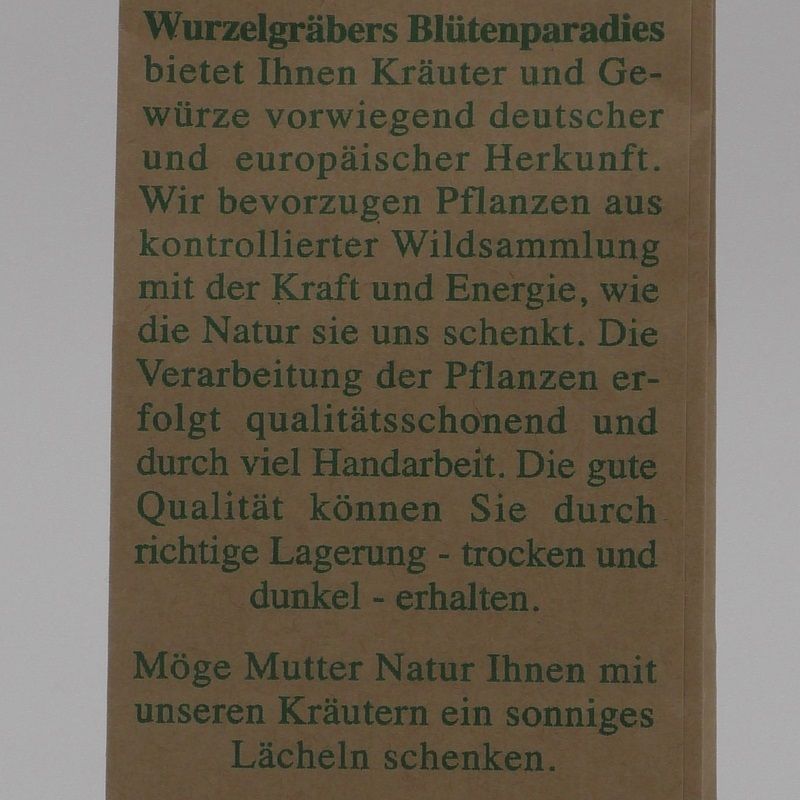 Wurzelgräbers Blütenparadies
bietet Ihnen Kräuter und Ge-
würze vorwiegend deutscher
und europäischer Herkunft.
Wir bevorzugen Pflanzen aus
kontrollierter Wildsammlung
mit der Kraft und Energie, wie
die Natur sie uns schenkt. Die
Verarbeitung der Pflanzen er-
folgt qualitätsschonend und
durch viel Handarbeit. Die gute
Qualität können Sie durch
richtige Lagerung - trocken und
dunkel - erhalten.
Möge Mutter Natur Ihnen mit
unseren Kräutern ein sonniges
Lächeln schenken.